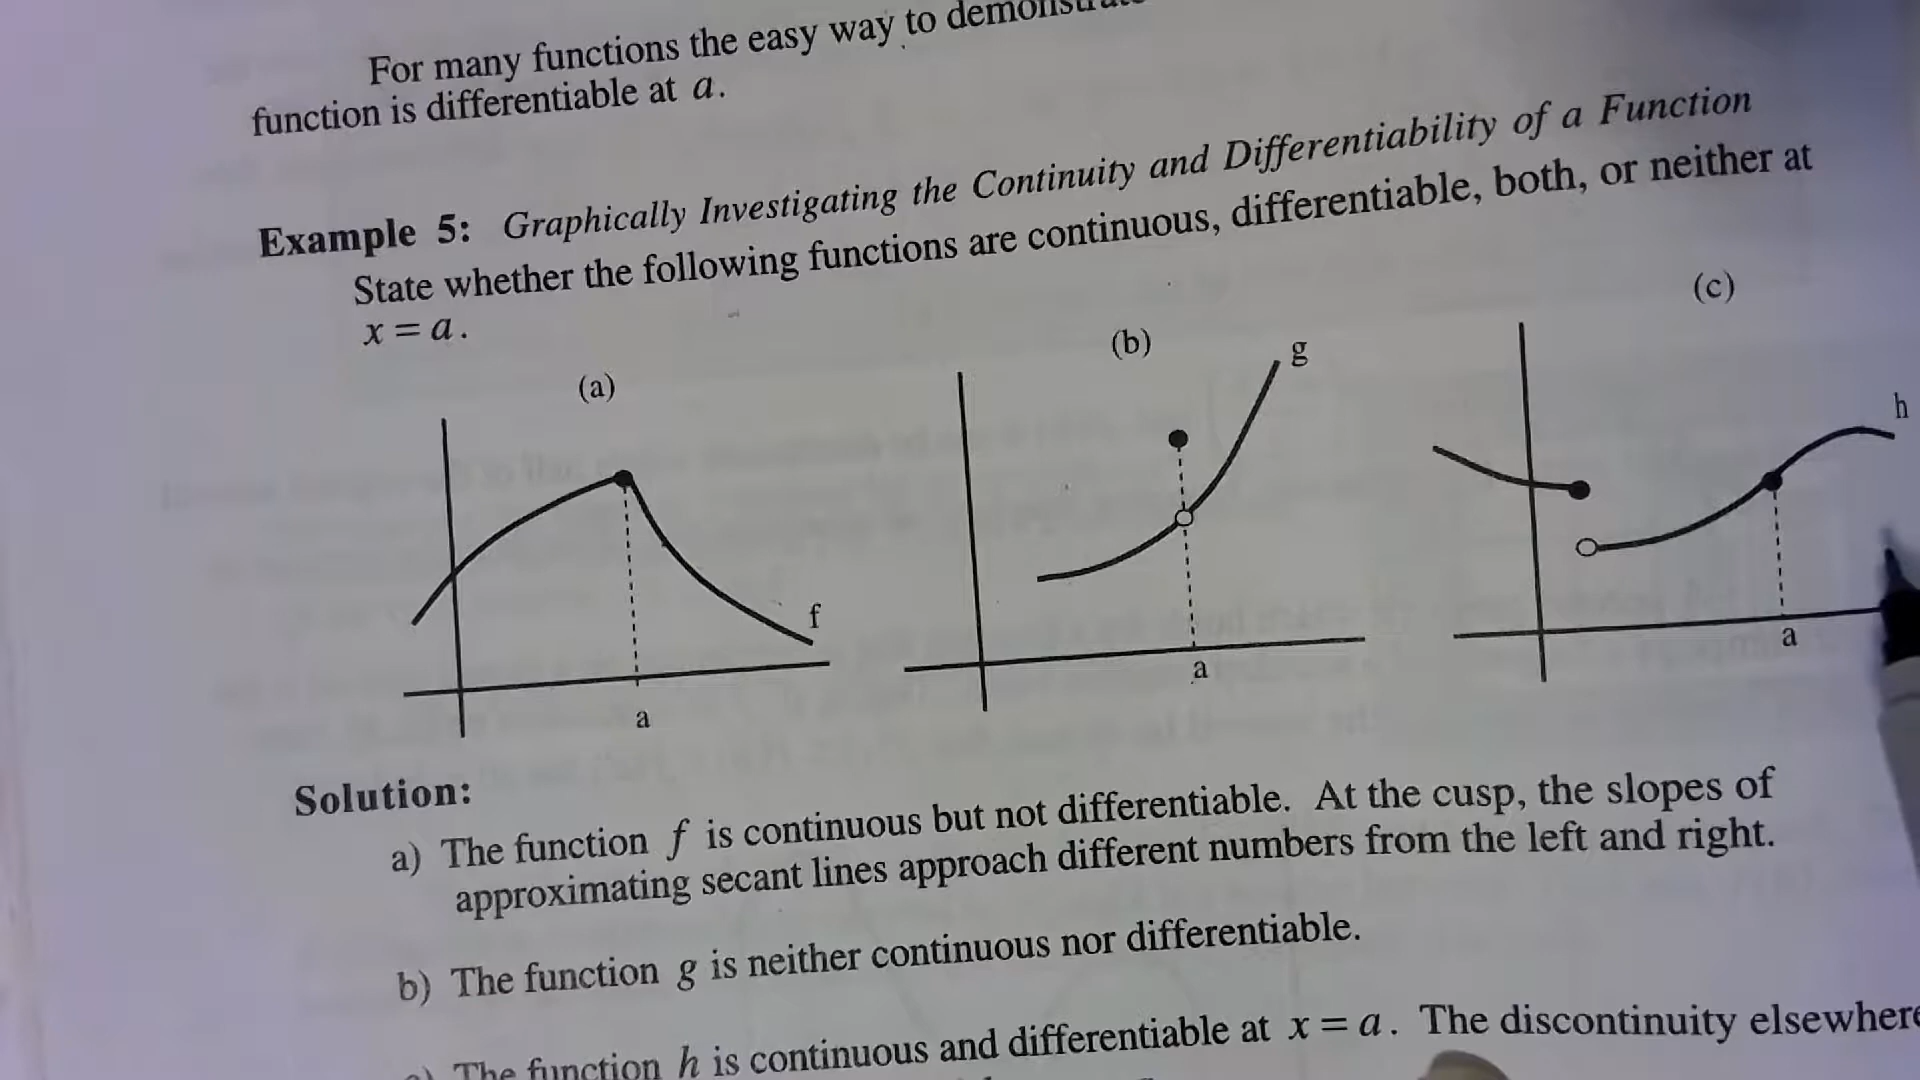 For many functions the easy way to
function is differentiable at a.
Example 5: Graphically Investigating the Continuity and Differentiability of a Function
State whether the following functions are continuous, differentiable, both, or neither at
x = a.
(a)
(b)
(c)
f
a
g
a
h
a
Solution:
a) The function f is continuous but not differentiable. At the cusp, the slopes of
approximating secant lines approach different numbers from the left and right.
b) The function g is neither continuous nor differentiable.
The function h is continuous and differentiable at x = a. The discontinuity elsewhere